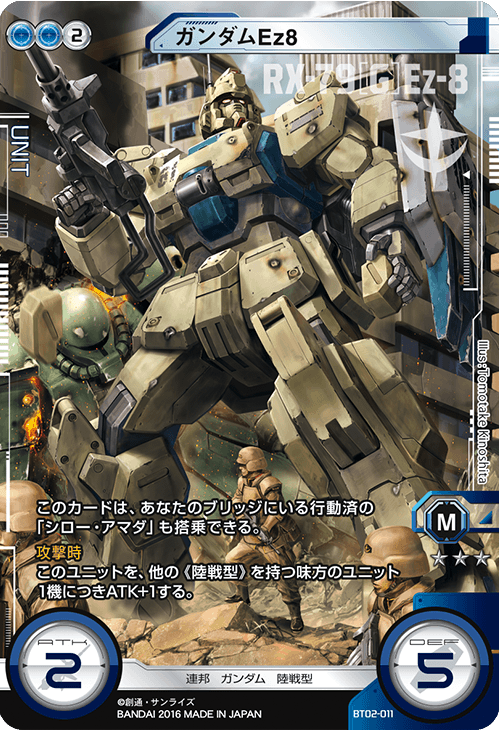 2
ガンダムEz8
RX-79[G]Ez-8
UNIT
Illus:Tomotake Kinoshita
このカードは、あなたのブリッジにいる行動済の
「シロー・アマダ」も搭乗できる。
攻撃時
このユニットを、他の《陸戦型》を持つ味方のユニット
1機につきATK+1する。
M
ATK
2
DEF
5
連邦 ガンダム 陸戦型
©創通・サンライズ
BANDAI 2016 MADE IN JAPAN
BT02-011